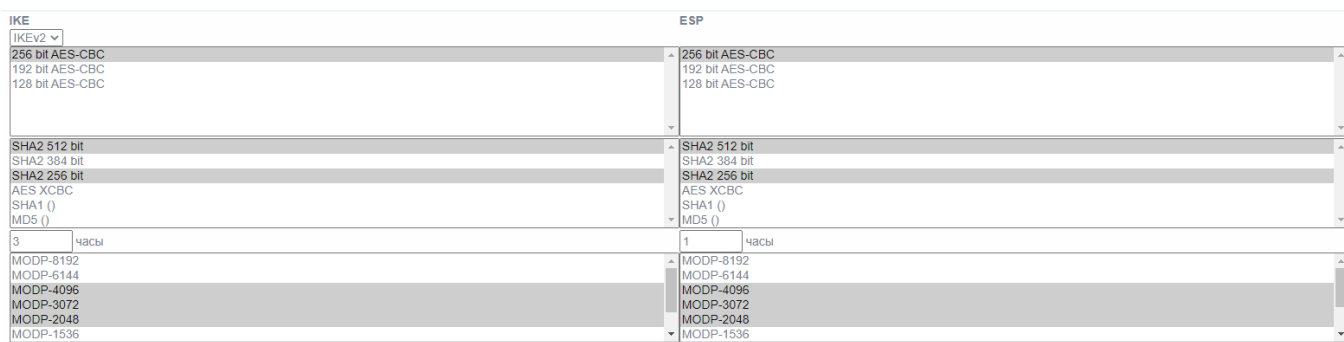 IKE
ESP
IKEv2
256 bit AES-CBC
192 bit AES-CBC
128 bit AES-CBC
256 bit AES-CBC
192 bit AES-CBC
128 bit AES-CBC
SHA2 512 bit
SHA2 384 bit
SHA2 256 bit
AES XCBC
SHA1 ()
MD5 ()
SHA2 512 bit
SHA2 384 bit
SHA2 256 bit
AES XCBC
SHA1 ()
MD5 ()
3 часы
1 часы
MODP-8192
MODP-6144
MODP-4096
MODP-3072
MODP-2048
MODP-1536
MODP-8192
MODP-6144
MODP-4096
MODP-3072
MODP-2048
MODP-1536